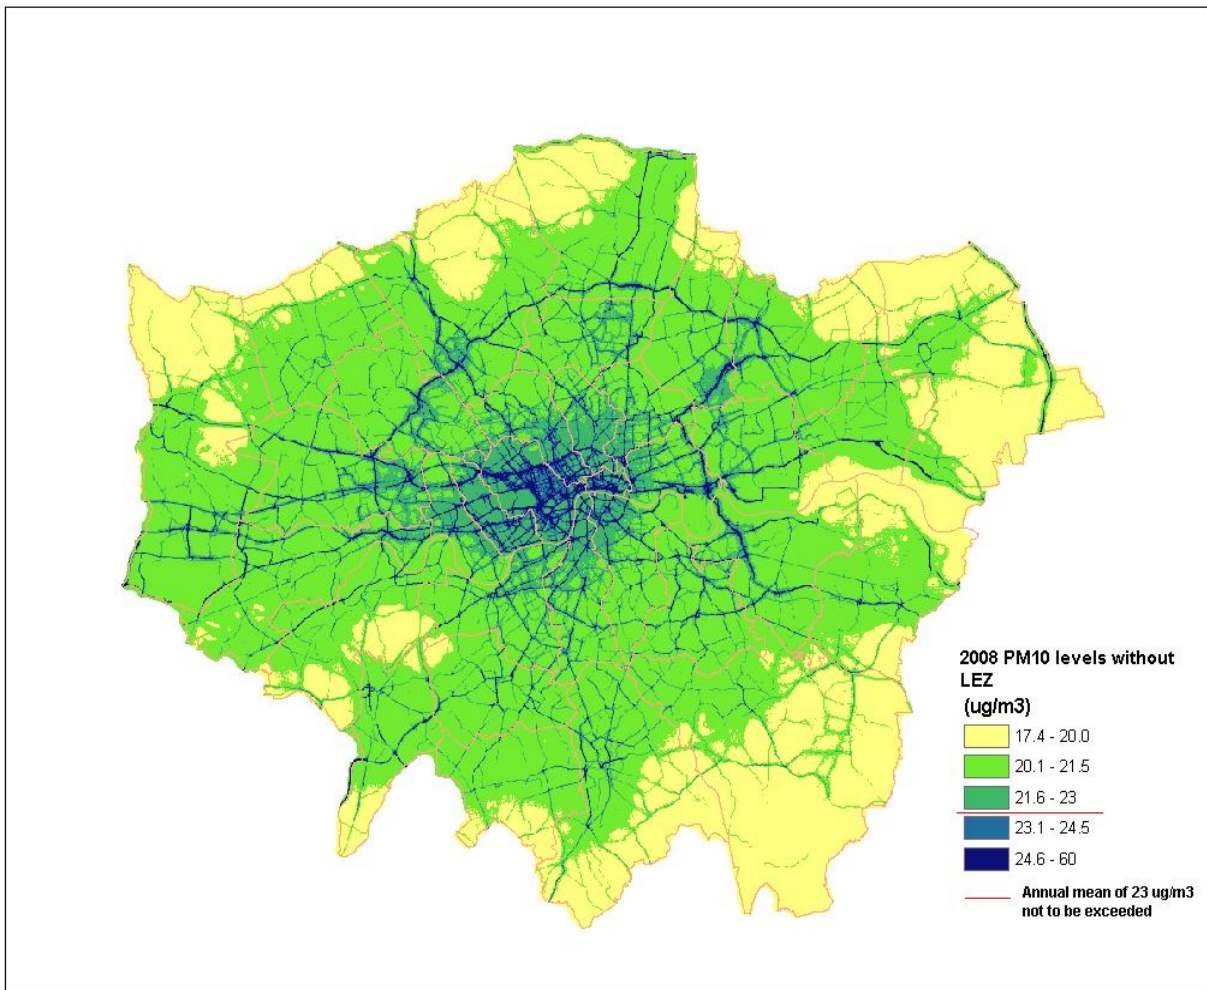 2008 PM10 levels without
LEZ
(ug/m3)
17.4 - 20.0
20.1 - 21.5
21.6 - 23
23.1 - 24.5
24.6 - 60
Annual mean of 23 ug/m3
not to be exceeded